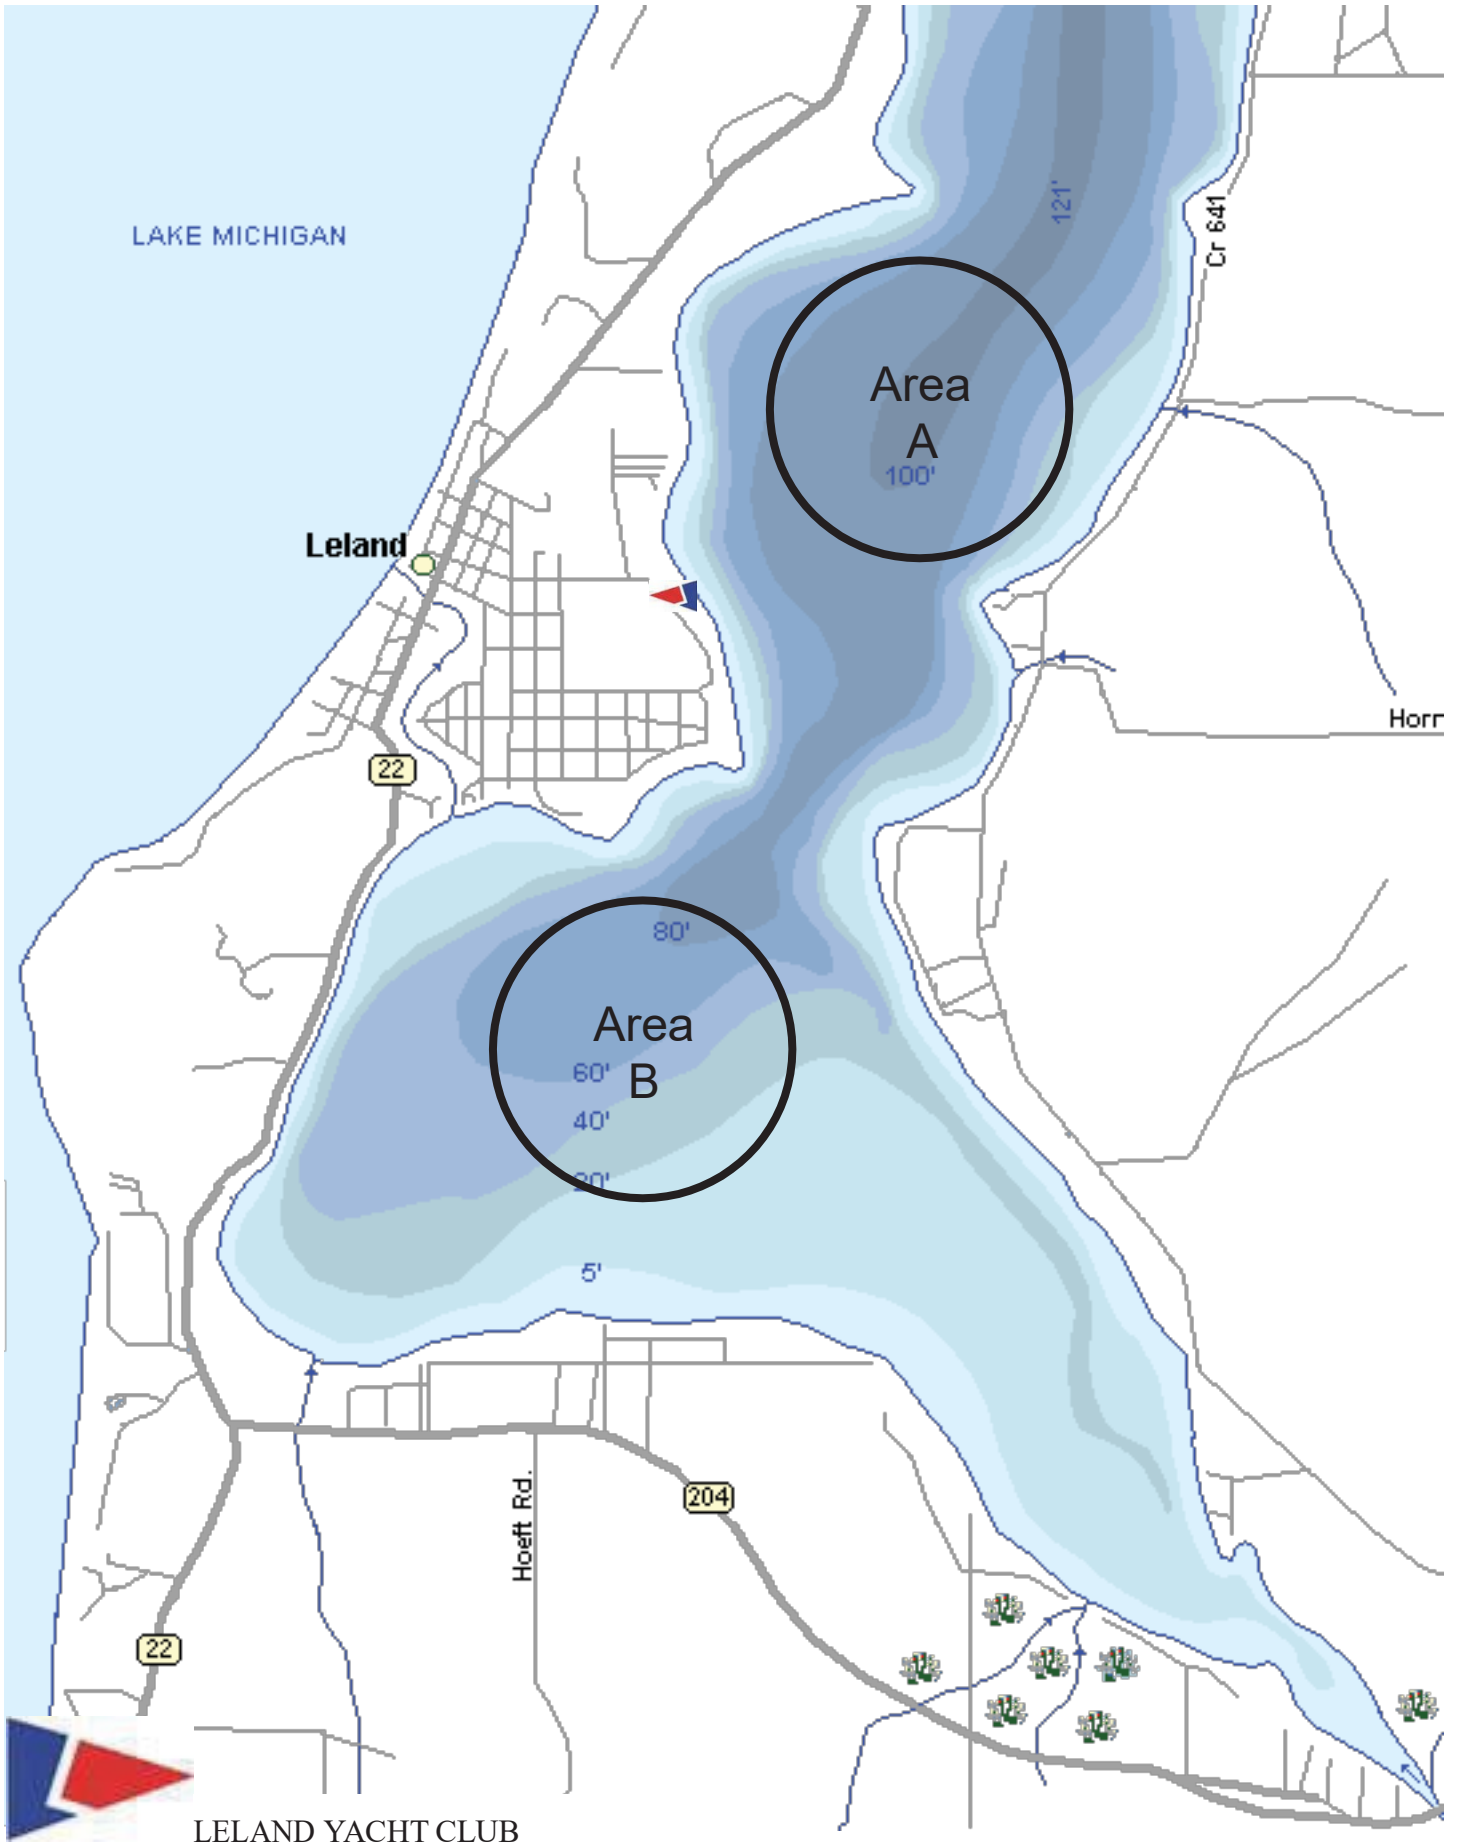 LAKE MICHIGAN
121'
Cr 641
Area
A
100'
Leland
Horr
22
80'
Area
B
60'
40'
20'
5'
204
Hoeft Rd.
22
LELAND YACHT CLUB